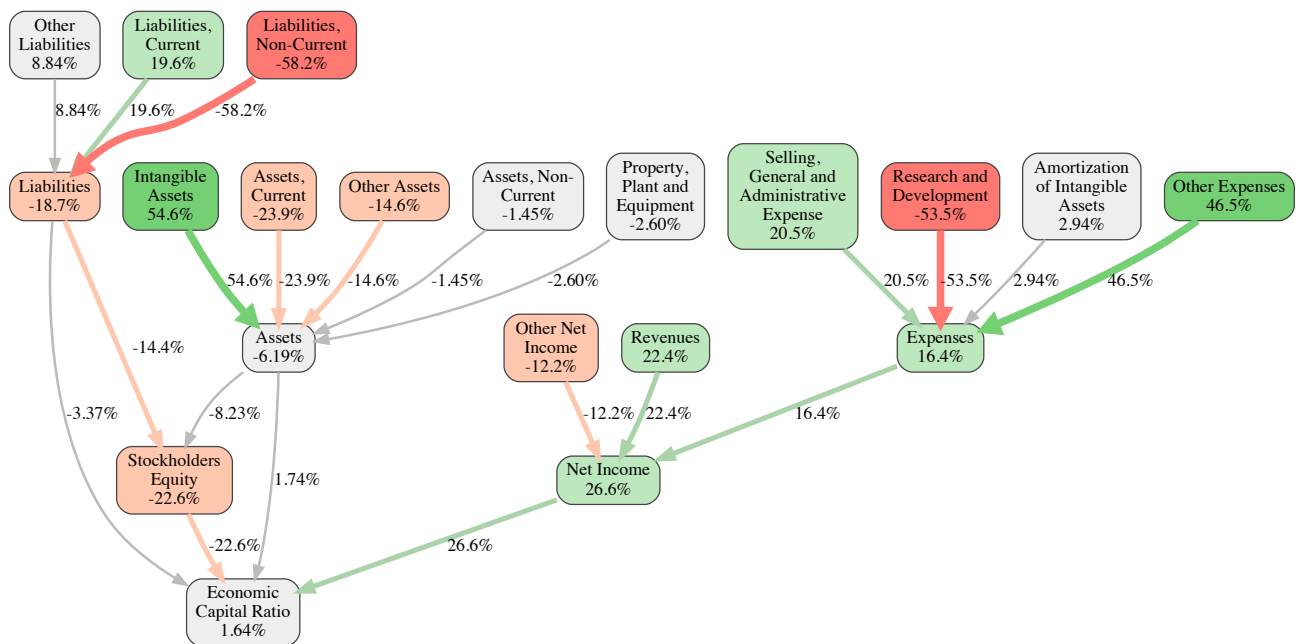 Other
Liabilities
8.84%
Liabilities,
Current
19.6%
Liabilities,
Non-Current
-58.2%
8.84%
19.6%
-58.2%
Liabilities
-18.7%
Intangible
Assets
54.6%
Assets,
Current
-23.9%
Other Assets
-14.6%
Assets, Non-
Current
-1.45%
Property,
Plant and
Equipment
-2.60%
Selling,
General and
Administrative
Expense
20.5%
Research and
Development
-53.5%
Amortization
of Intangible
Assets
2.94%
Other Expenses
46.5%
54.6%
-23.9%
-14.6%
-1.45%
-2.60%
20.5%
-53.5%
2.94%
46.5%
-14.4%
Assets
-6.19%
Other Net
Income
-12.2%
Revenues
22.4%
Expenses
16.4%
-3.37%
-8.23%
-12.2%
22.4%
16.4%
Stockholders
Equity
-22.6%
1.74%
Net Income
26.6%
-22.6%
26.6%
Economic
Capital Ratio
1.64%